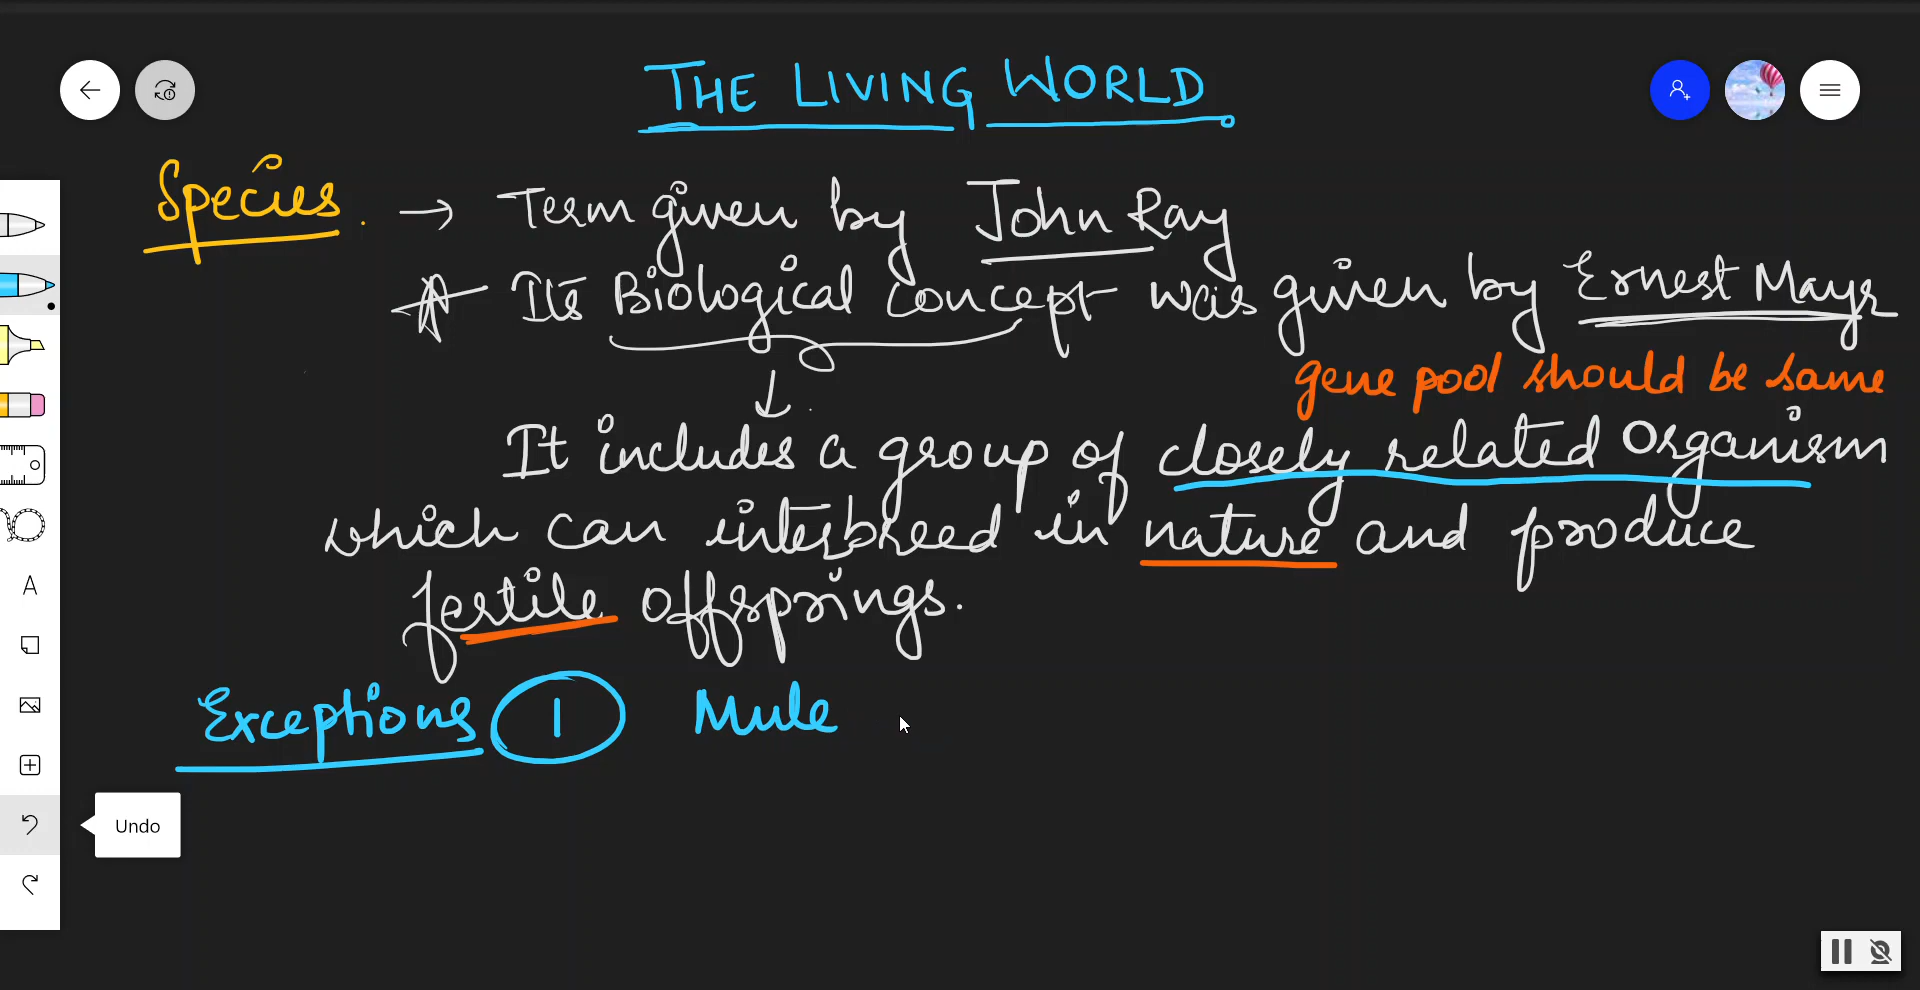 THE LIVING WORLD
Species → Term given by John Ray
Its Biological concept was given by Ernest Mayr
gene pool should be same
It includes a group of closely related Organism
which can interbreed in nature and produce
fertile offsprings.
Exceptions 1 Mule
A
Undo